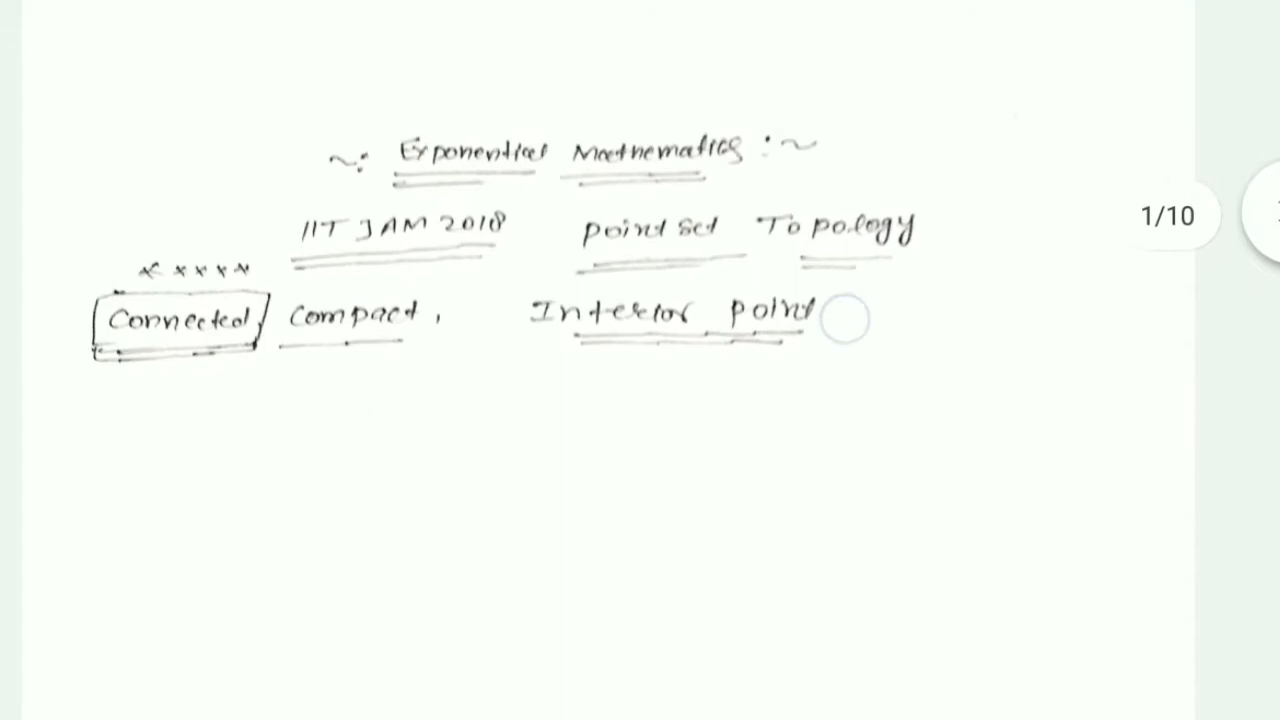 ~: Exponential Mathematics :~
IIT JAM 2018 Point Set Topology
1/10
x x x x x
Connected, Compact, Interior Point